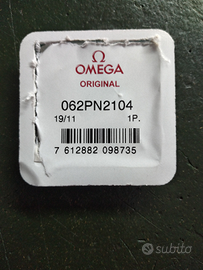 Ω
OMEGA
ORIGINAL
062PN2104
19/11 1P.
7 612882 098735
subito